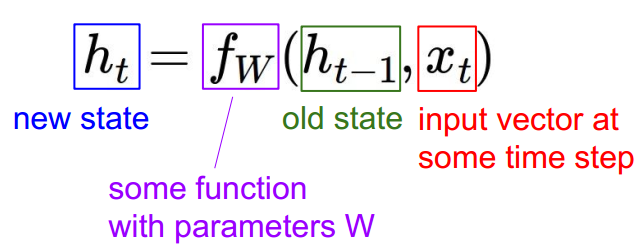 h_t = f_W(h_{t-1}, x_t)
new state
old state
input vector at
some time step
some function
with parameters W